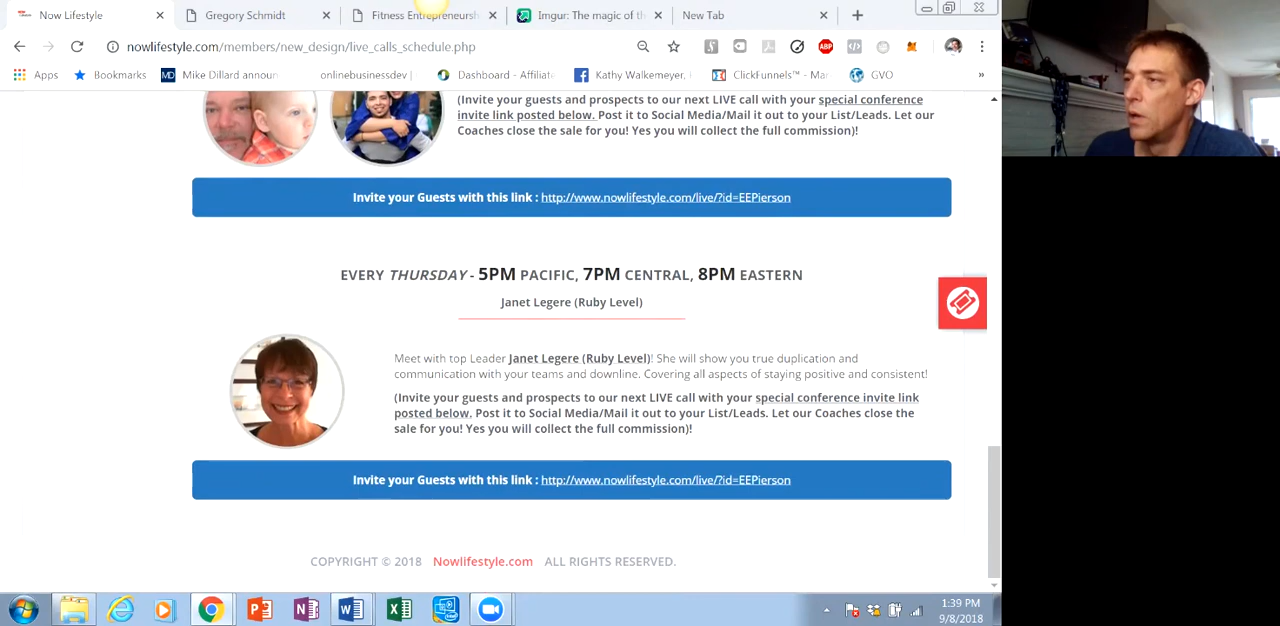 Now Lifestyle
Gregory Schmidt
Fitness Entrepreneursh
Imgur: The magic of th
New Tab
nowlifestyle.com/members/new_design/live_calls_schedule.php
ABP
Apps
Bookmarks
MD Mike Dillard announ
onlinebusinessdev |
Dashboard - Affiliate
Kathy Walkemeyer,
ClickFunnels™ - Mar
GVO
»
(Invite your guests and prospects to our next LIVE call with your special conference
invite link posted below. Post it to Social Media/Mail it out to your List/Leads. Let our
Coaches close the sale for you! Yes you will collect the full commission)!
Invite your Guests with this link : http://www.nowlifestyle.com/live/?id=EEPierson
EVERY THURSDAY - 5PM PACIFIC, 7PM CENTRAL, 8PM EASTERN
Janet Legere (Ruby Level)
Meet with top Leader Janet Legere (Ruby Level)! She will show you true duplication and
communication with your teams and downline. Covering all aspects of staying positive and consistent!
(Invite your guests and prospects to our next LIVE call with your special conference invite link
posted below. Post it to Social Media/Mail it out to your List/Leads. Let our Coaches close the
sale for you! Yes you will collect the full commission)!
Invite your Guests with this link : http://www.nowlifestyle.com/live/?id=EEPierson
COPYRIGHT © 2018 Nowlifestyle.com ALL RIGHTS RESERVED.
1:39 PM
9/8/2018